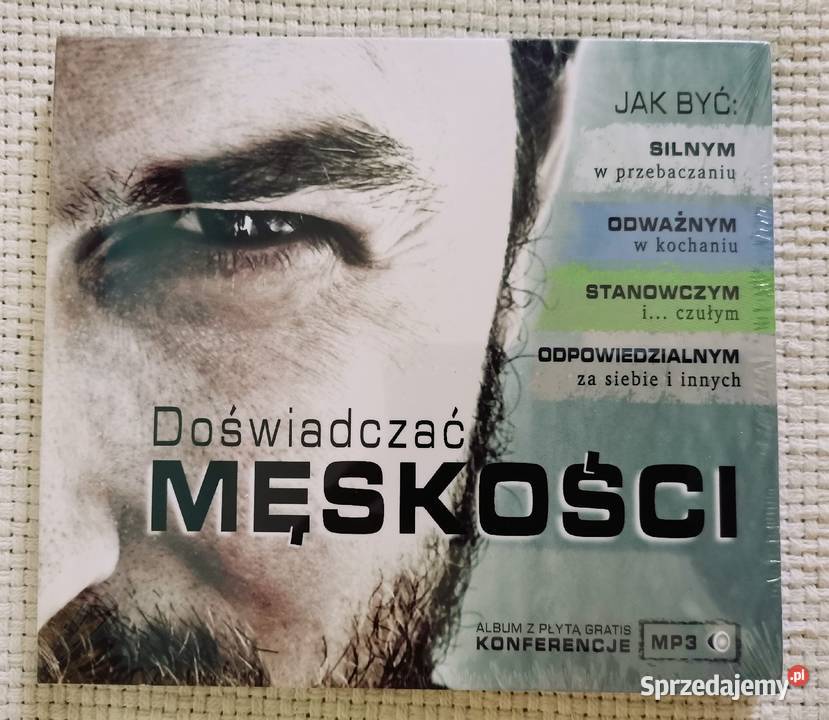 JAK BYĆ:
SILNYM
w przebaczaniu
ODWAŻNYM
w kochaniu
STANOWCZYM
i... czułym
ODPOWIEDZIALNYM
za siebie i innych
Doświadczać
MĘSKOŚCI
ALBUM Z PŁYTĄ GRATIS
KONFERENCJE MP3
Sprzedajemy.pl